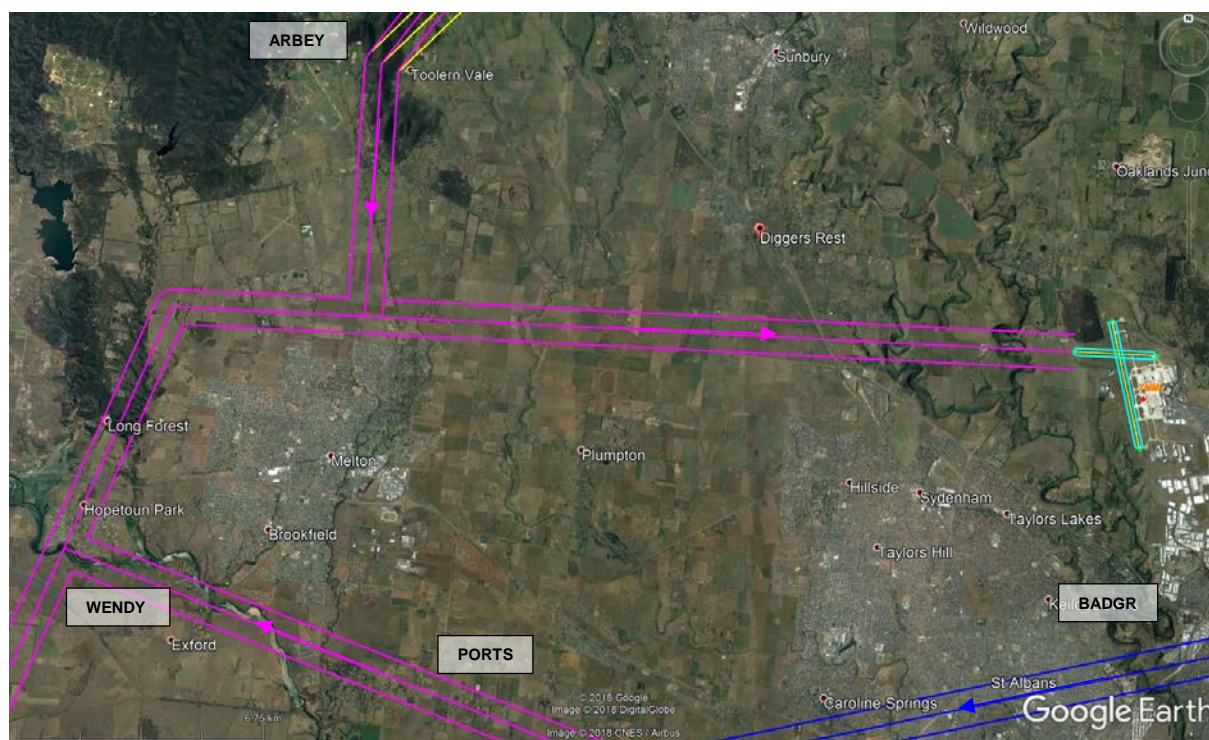 Wildwood
ARBEY
Sunbury
Toolern Vale
Oaklands Junc
Diggers Rest
Long Forest
Melton
Plumpton
Hillside
Sydenham
Hopetoun Park
Taylors Lakes
Brookfield
Taylors Hill
WENDY
BADGR
Exford
PORTS
St Albans
Caroline Springs
© 2018 Google
Image © 2018 DigitalGlobe
Image © 2018 CNES / Airbus
6.75 km
Google Earth
N